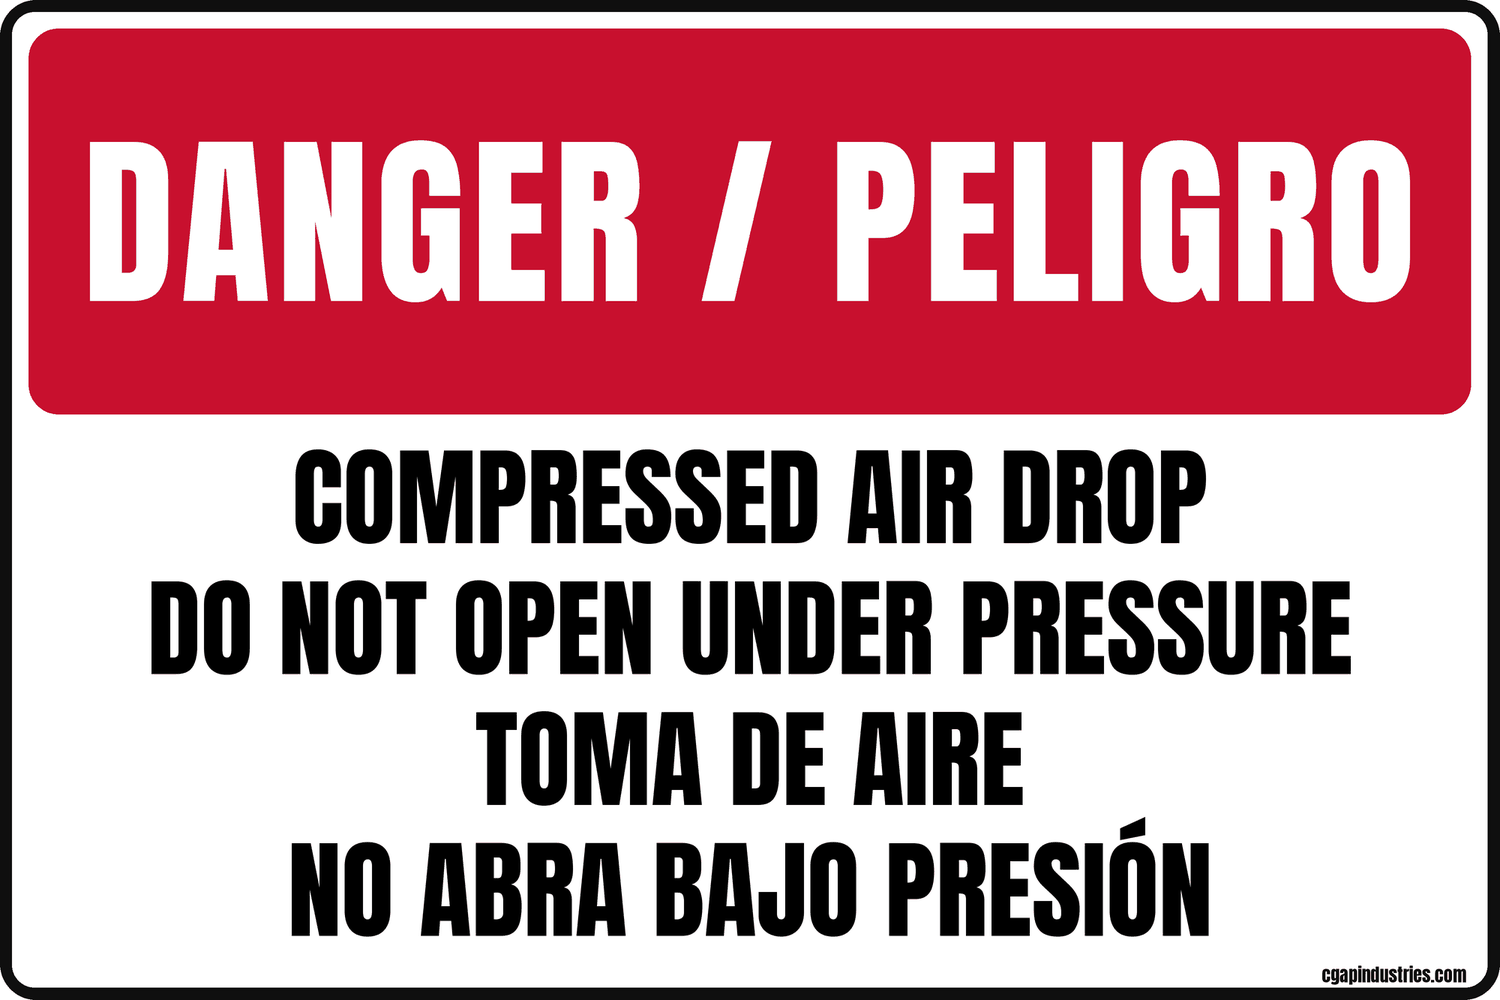 DANGER / PELIGRO
COMPRESSED AIR DROP
DO NOT OPEN UNDER PRESSURE
TOMA DE AIRE
NO ABRA BAJO PRESIÓN
cgapindustries.com